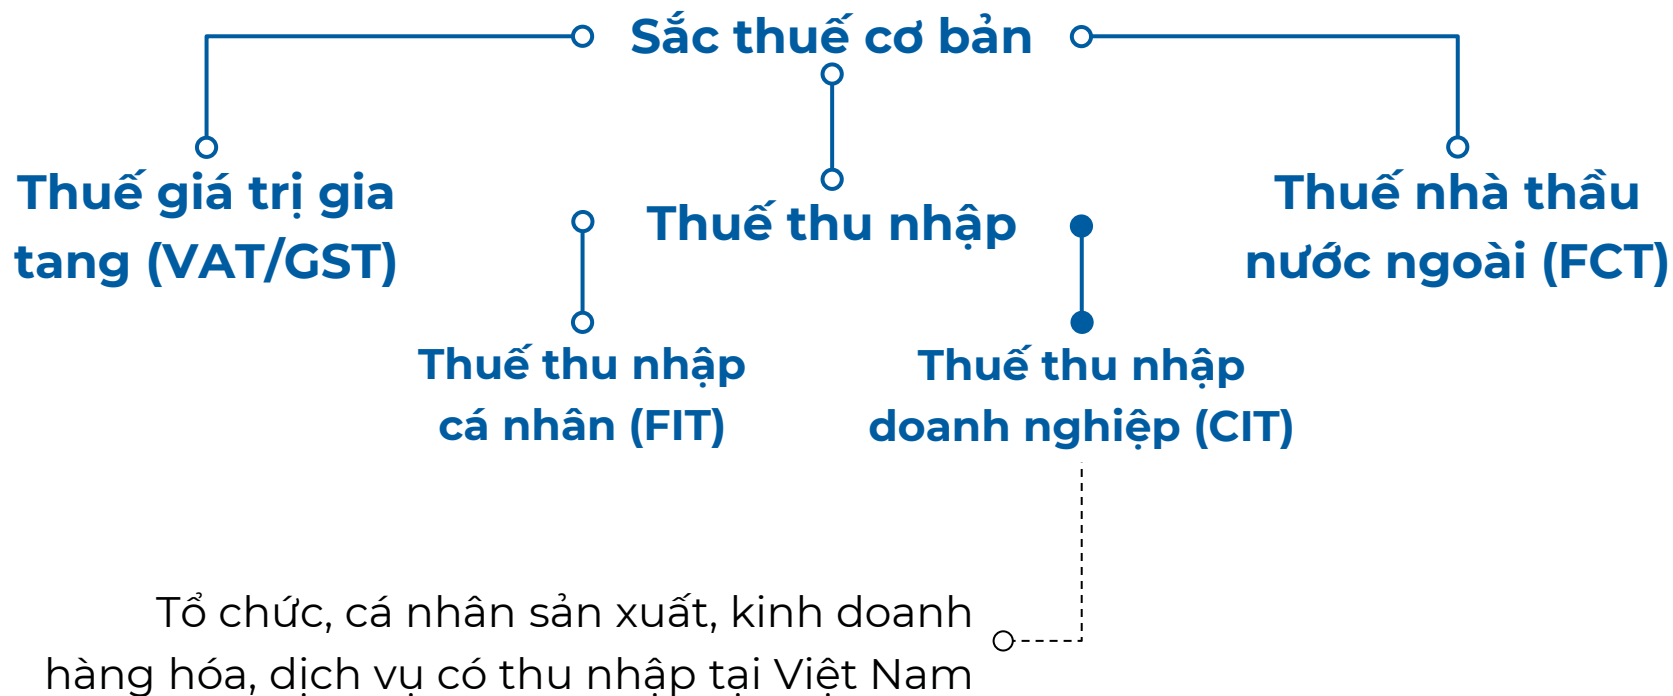 Sắc thuế cơ bản
Thuế giá trị gia
tang (VAT/GST)
Thuế thu nhập
Thuế nhà thầu
nước ngoài (FCT)
Thuế thu nhập
cá nhân (FIT)
Thuế thu nhập
doanh nghiệp (CIT)
Tổ chức, cá nhân sản xuất, kinh doanh
hàng hóa, dịch vụ có thu nhập tại Việt Nam